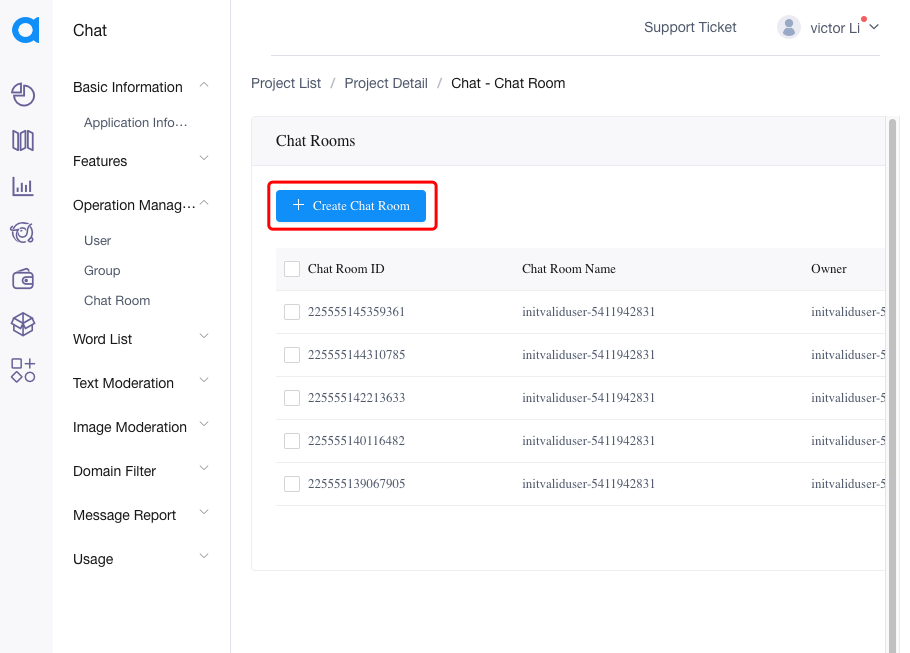 Chat
Support Ticket
victor Li
Basic Information
Application Info...
Features
Operation Manag...
User
Group
Chat Room
Word List
Text Moderation
Image Moderation
Domain Filter
Message Report
Usage
Project List / Project Detail / Chat - Chat Room
Chat Rooms
+ Create Chat Room
Chat Room ID Chat Room Name Owner
225555145359361 initvaliduser-5411942831 initvaliduser-5
225555144310785 initvaliduser-5411942831 initvaliduser-5
225555142213633 initvaliduser-5411942831 initvaliduser-5
225555140116482 initvaliduser-5411942831 initvaliduser-5
225555139067905 initvaliduser-5411942831 initvaliduser-5